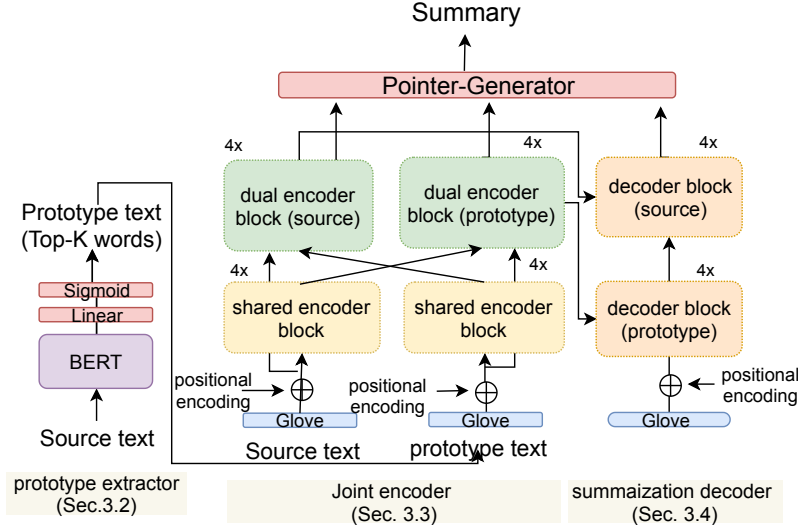 Summary
Pointer-Generator
4x
4x
4x
dual encoder
block (source)
dual encoder
block (prototype)
decoder block
(source)
Prototype text
(Top-K words)
4x
4x
4x
Sigmoid
Linear
BERT
shared encoder
block
shared encoder
block
decoder block
(prototype)
positional
encoding
positional
encoding
positional
encoding
Glove
Glove
Glove
Source text
Source text
prototype text
prototype extractor
(Sec.3.2)
Joint encoder
(Sec. 3.3)
summaization decoder
(Sec. 3.4)